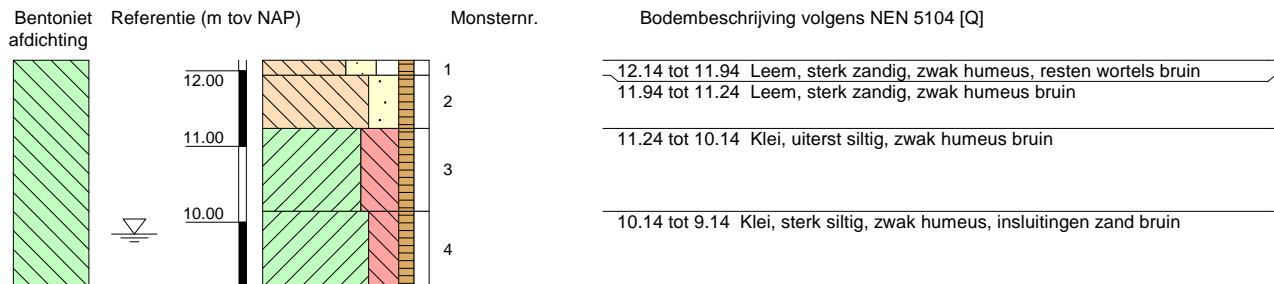 Bentoniet afdichting
Referentie (m tov NAP)
Monsternr.
Bodembeschrijving volgens NEN 5104 [Q]
12.00
1
12.14 tot 11.94 Leem, sterk zandig, zwak humeus, resten wortels bruin
2
11.94 tot 11.24 Leem, sterk zandig, zwak humeus bruin
11.00
11.24 tot 10.14 Klei, uiterst siltig, zwak humeus bruin
3
10.00
10.14 tot 9.14 Klei, sterk siltig, zwak humeus, insluitingen zand bruin
4